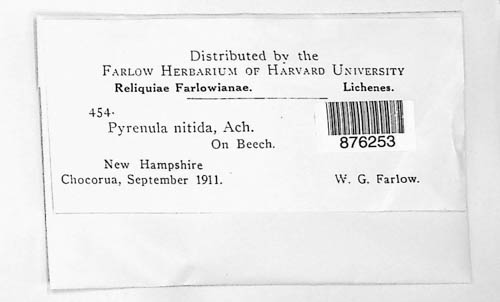 Distributed by the
FARLOW HERBARIUM OF HARVARD UNIVERSITY
Reliquiae Farlowianae. Lichenes.
454.
Pyrenula nitida, Ach.
On Beech.
876253
New Hampshire
Chocorua, September 1911. W. G. Farlow.